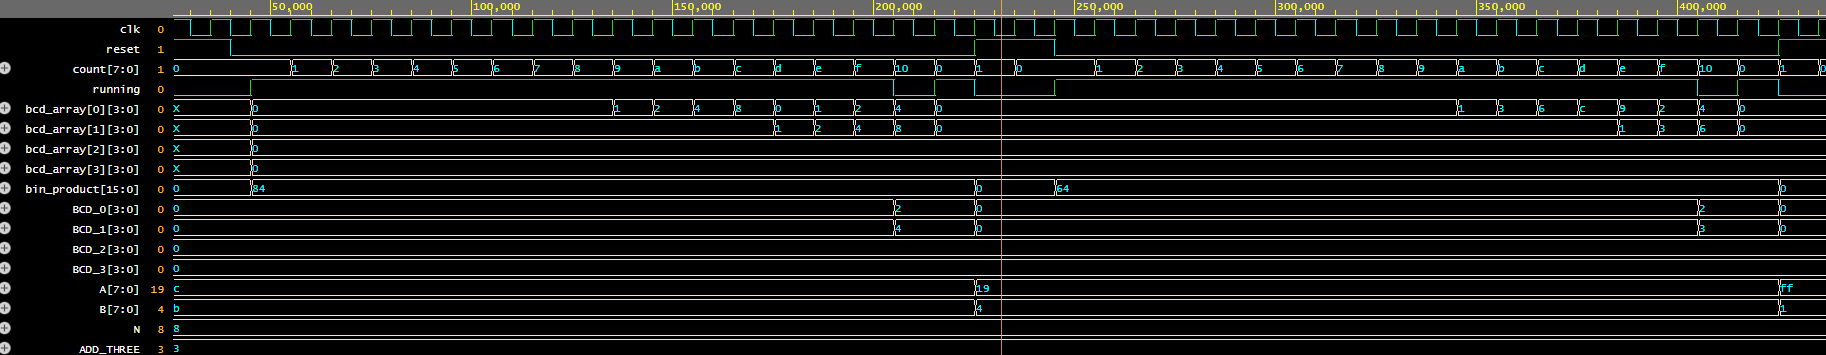 50,000 100,000 150,000 200,000 250,000 300,000 350,000 400,000
clk 0
reset 1
count[7:0] 1 0 1 2 3 4 5 6 7 8 9 a b c d e f 10 0 1 0 1 2 3 4 5 6 7 8 9 a b c d e f 10 0 1 0
running 0
bcd_array[0][3:0] 0 X 0 1 2 4 8 0 1 2 4 0 1 3 6 c 9 2 4 0
bcd_array[1][3:0] 0 X 0 1 2 4 8 0 1 3 6 0
bcd_array[2][3:0] 0 X 0
bcd_array[3][3:0] 0 X 0
bin_product[15:0] 0 0 84 0 64 0
BCD_0[3:0] 0 0 2 0 2 0
BCD_1[3:0] 0 0 4 0 3 0
BCD_2[3:0] 0 0
BCD_3[3:0] 0 0
A[7:0] 19 c 19 ff
B[7:0] 4 b 4 1
N 8 8
ADD_THREE 3 3